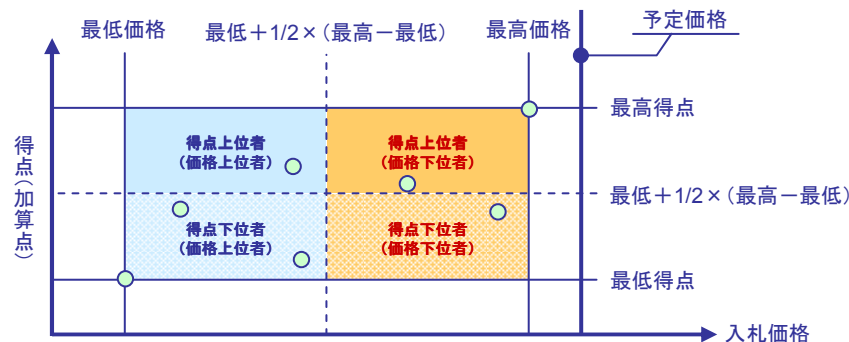 予定価格
最低価格
最低＋1/2×(最高－最低)
最高価格
最高得点
得点上位者
(価格上位者)
得点上位者
(価格下位者)
得点(加算点)
最低＋1/2×(最高－最低)
得点下位者
(価格上位者)
得点下位者
(価格下位者)
最低得点
入札価格